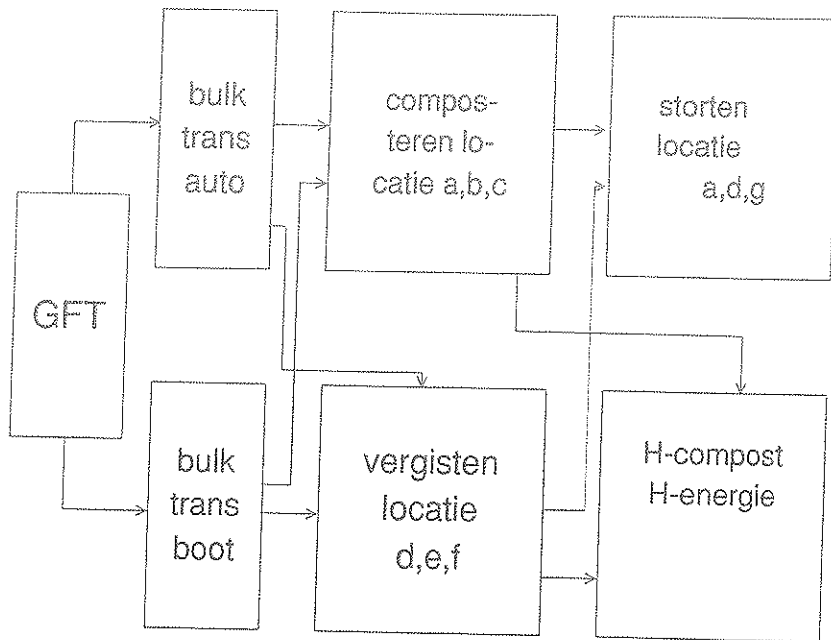 GFT
bulk
trans
auto
bulk
trans
boot
compos-
teren lo-
catie a,b,c
vergisten
locatie
d,e,f
storten
locatie
a,d,g
H-compost
H-energie